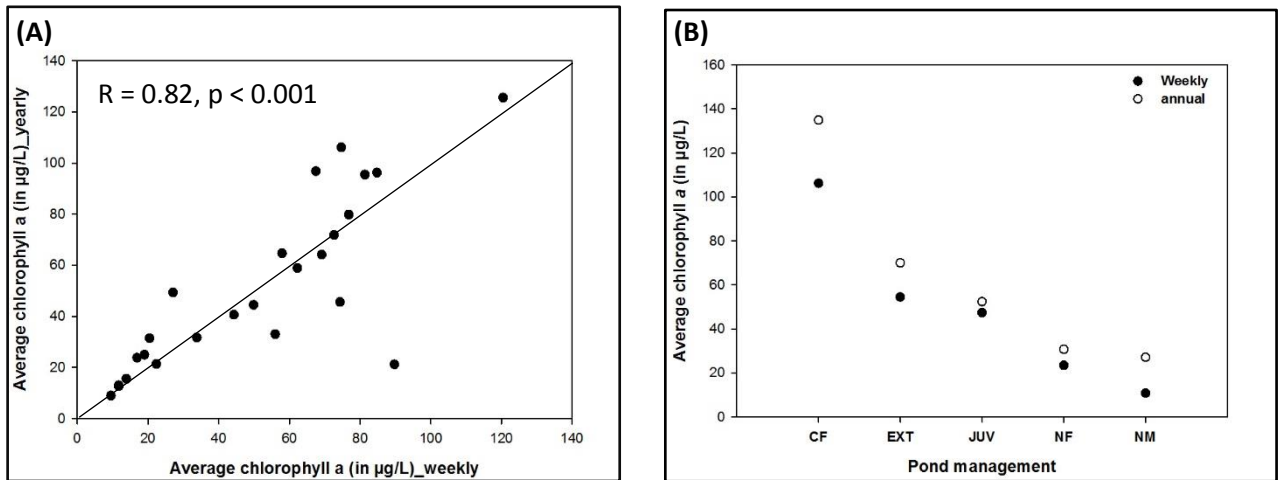 (A)
R = 0.82, p < 0.001
Average chlorophyll a (in µg/L)_yearly
140
120
100
80
60
40
20
0
0 20 40 60 80 100 120 140
Average chlorophyll a (in µg/L)_weekly
(B)
Average chlorophyll a (in µg/L)
160
140
120
100
80
60
40
20
0
Weekly
annual
CF EXT JUV NF NM
Pond management